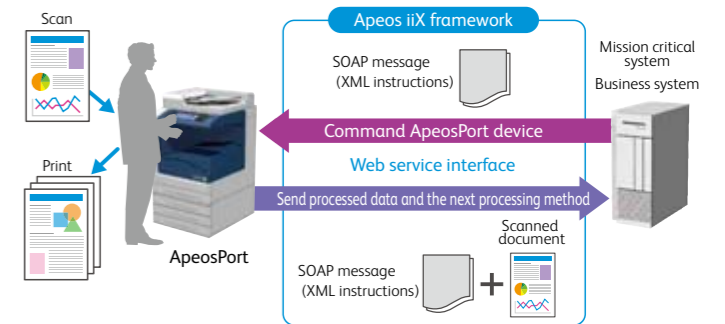 Scan
Apeos iiX framework
SOAP message
(XML instructions)
Mission critical
system
Business system
Command ApeosPort device
Print
Web service interface
Send processed data and the next processing method
ApeosPort
Scanned
document
SOAP message
(XML instructions)
+